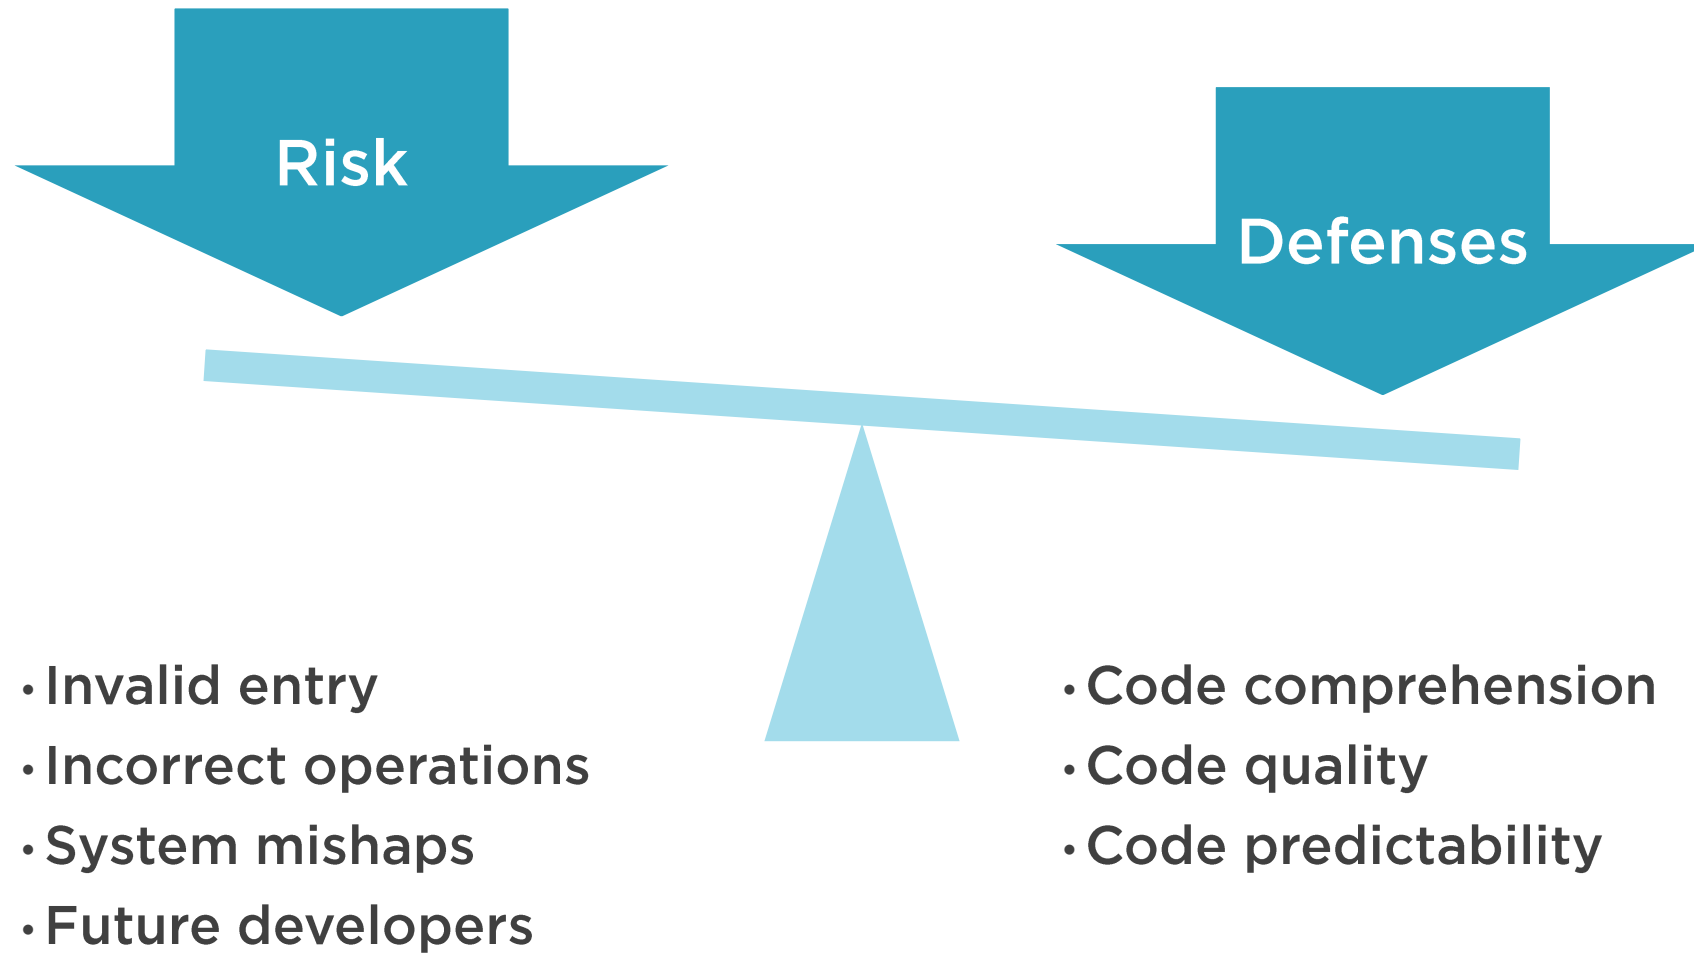 Risk
Defenses
• Invalid entry
• Incorrect operations
• System mishaps
• Future developers
• Code comprehension
• Code quality
• Code predictability